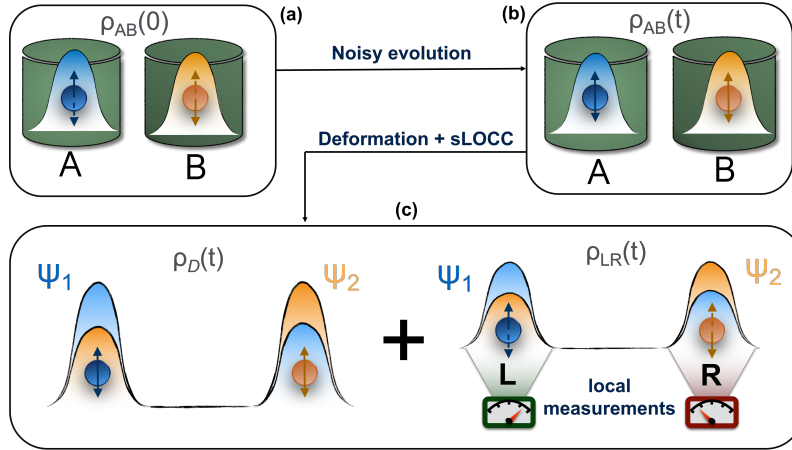 (a)
ρAB(0)
A
B
Noisy evolution
Deformation + sLOCC
(b)
ρAB(t)
A
B
(c)
ρD(t)
Ψ1
Ψ2
+
ρLR(t)
Ψ1
Ψ2
L
R
local
measurements